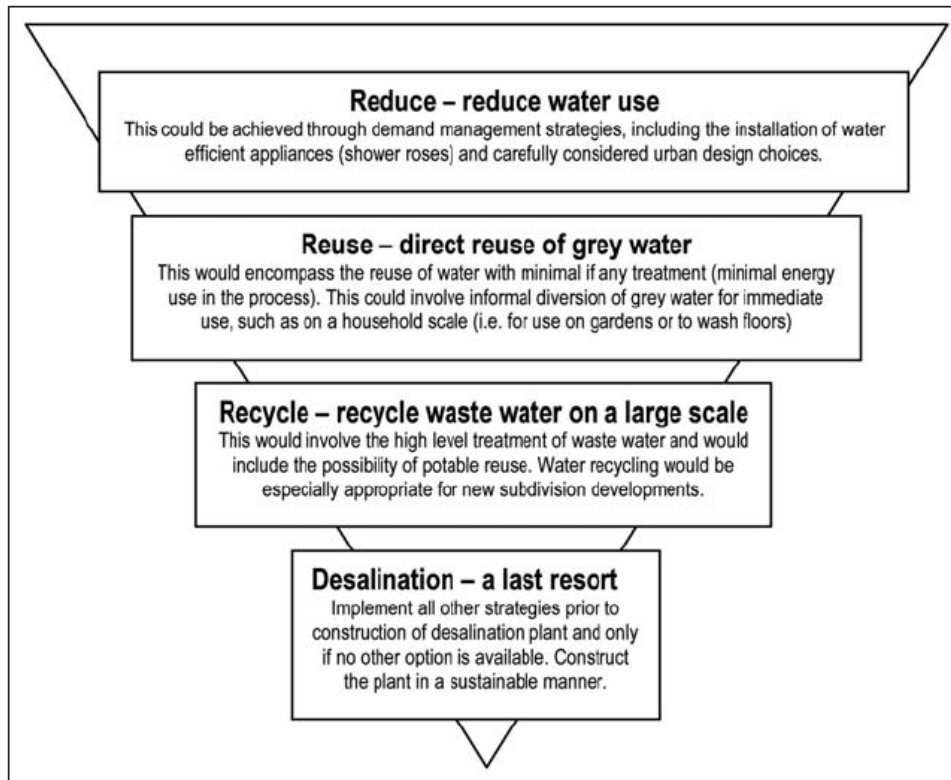 Reduce – reduce water use
This could be achieved through demand management strategies, including the installation of water
efficient appliances (shower roses) and carefully considered urban design choices.
Reuse – direct reuse of grey water
This would encompass the reuse of water with minimal if any treatment (minimal energy
use in the process). This could involve informal diversion of grey water for immediate
use, such as on a household scale (i.e. for use on gardens or to wash floors)
Recycle – recycle waste water on a large scale
This would involve the high level treatment of waste water and would
include the possibility of potable reuse. Water recycling would be
especially appropriate for new subdivision developments.
Desalination – a last resort
Implement all other strategies prior to
construction of desalination plant and only
if no other option is available. Construct
the plant in a sustainable manner.